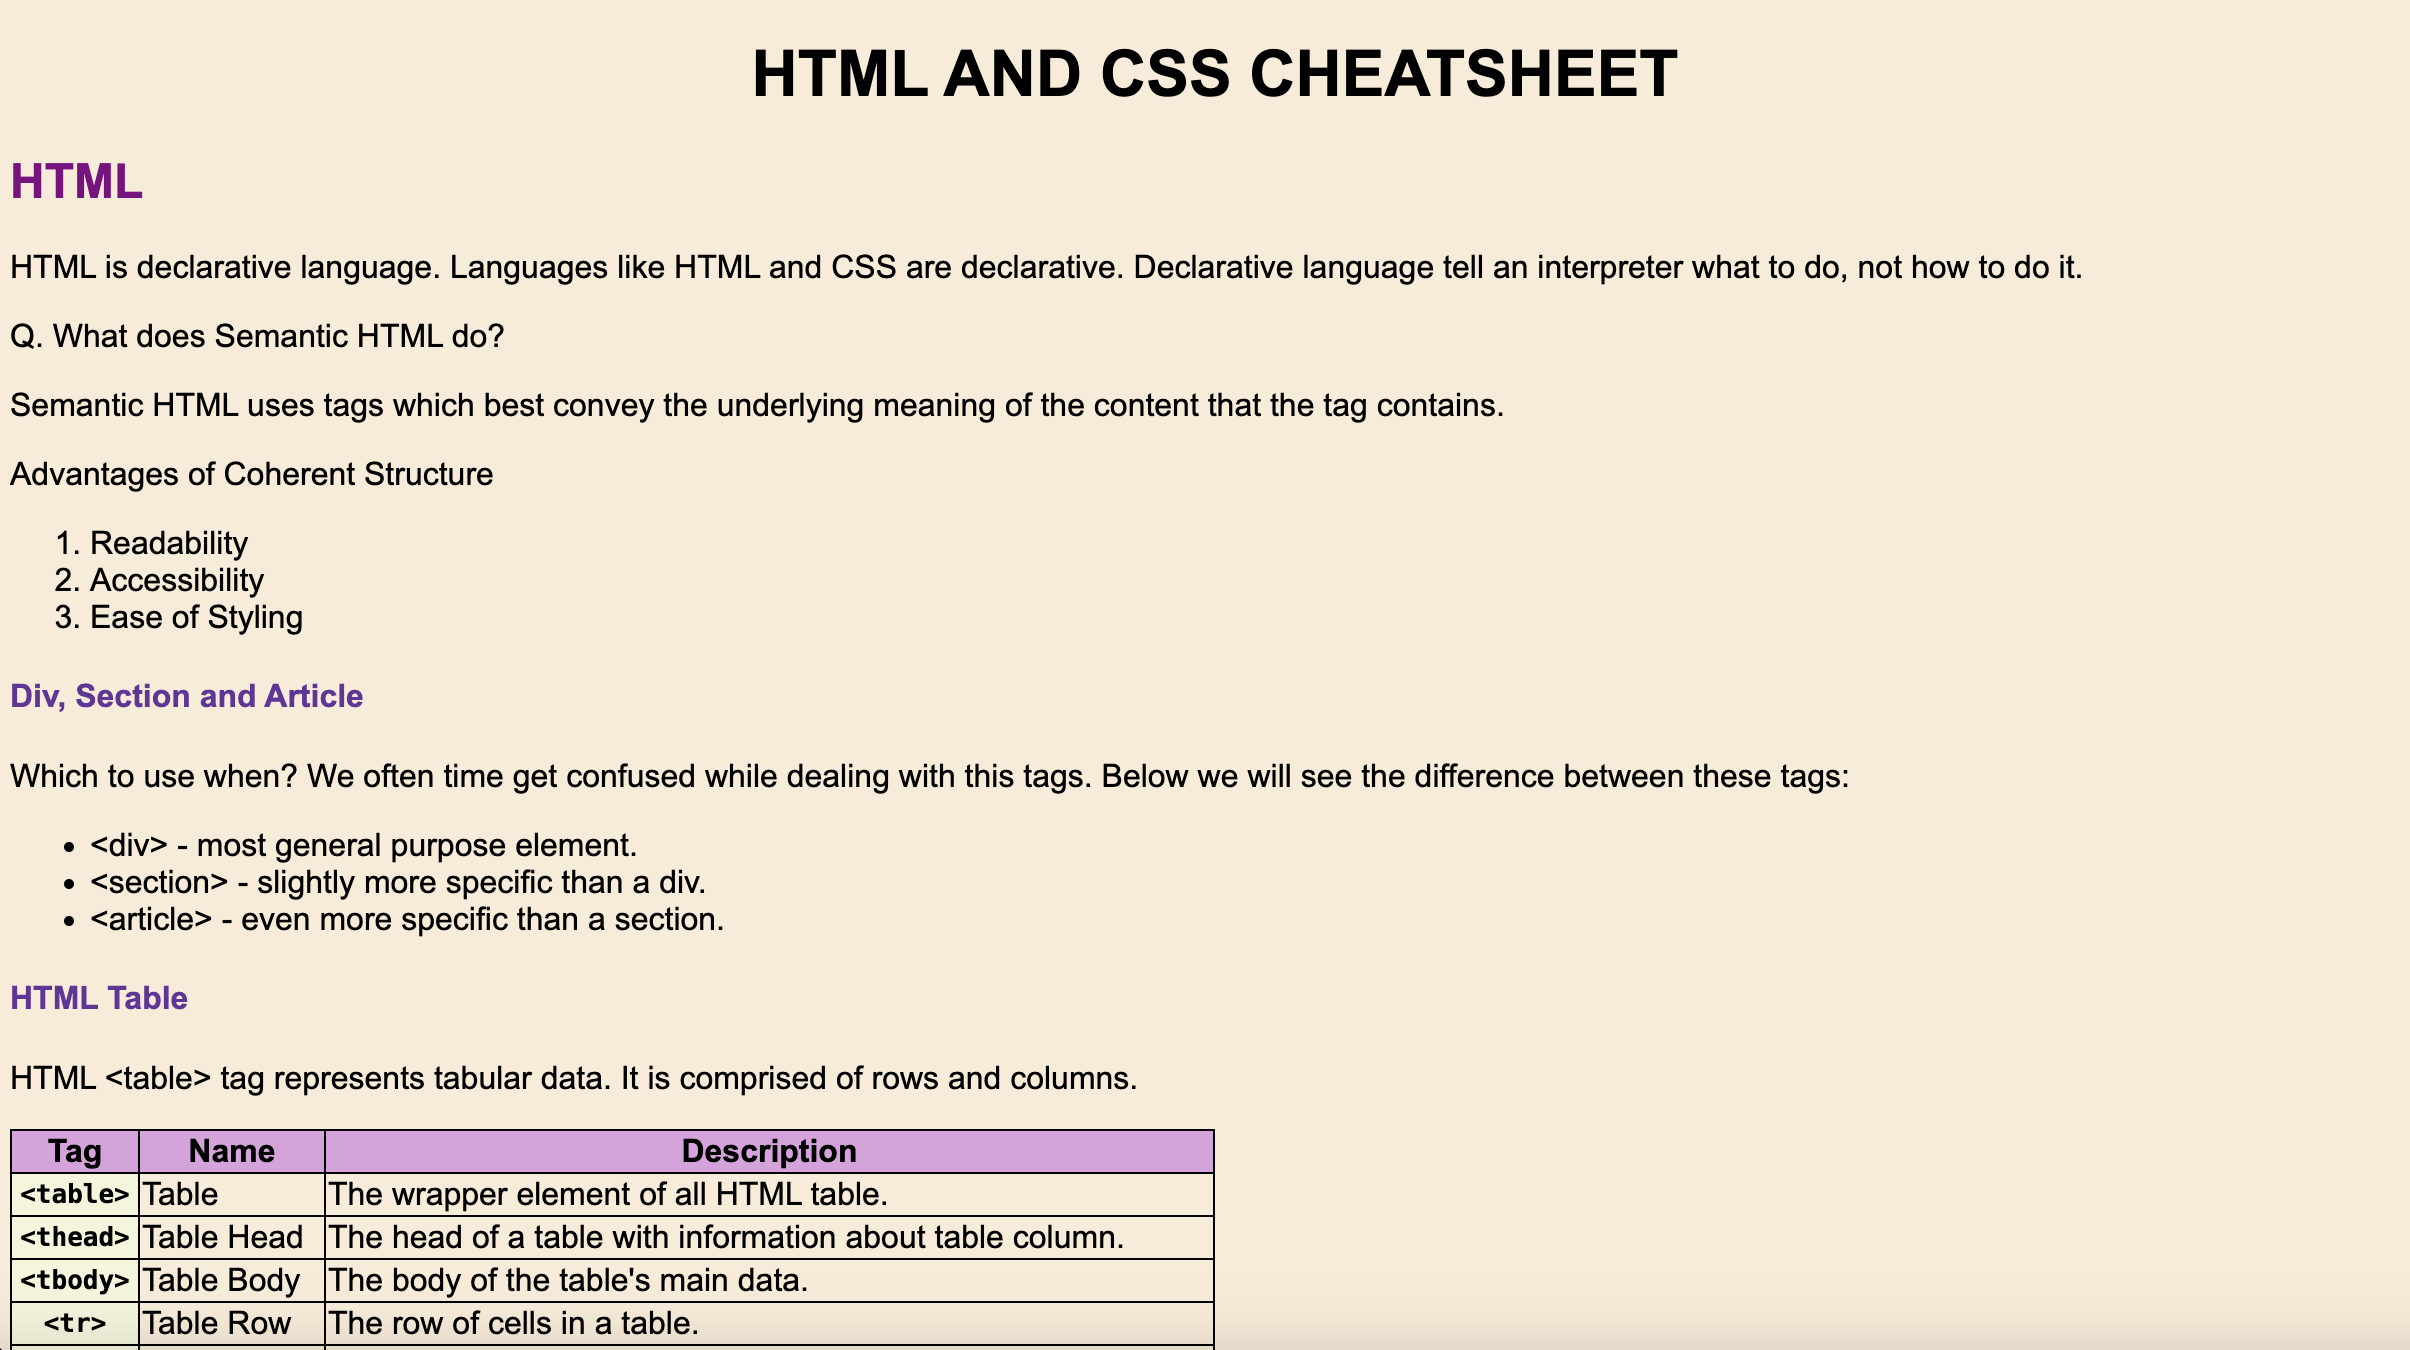 HTML AND CSS CHEATSHEET
HTML
HTML is declarative language. Languages like HTML and CSS are declarative. Declarative language tell an interpreter what to do, not how to do it.
Q. What does Semantic HTML do?
Semantic HTML uses tags which best convey the underlying meaning of the content that the tag contains.
Advantages of Coherent Structure
1. Readability
2. Accessibility
3. Ease of Styling
Div, Section and Article
Which to use when? We often time get confused while dealing with this tags. Below we will see the difference between these tags:
• <div> - most general purpose element.
• <section> - slightly more specific than a div.
• <article> - even more specific than a section.
HTML Table
HTML <table> tag represents tabular data. It is comprised of rows and columns.
Tag Name Description
<table> Table The wrapper element of all HTML table.
<thead> Table Head The head of a table with information about table column.
<tbody> Table Body The body of the table's main data.
<tr> Table Row The row of cells in a table.